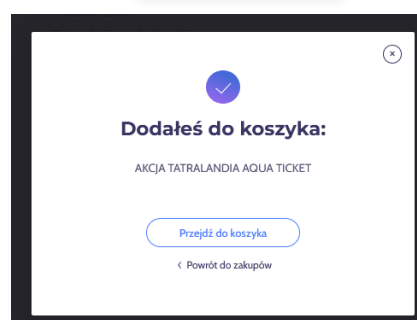 Dodałeś do koszyka:
AKCJA TATRALANDIA AQUA TICKET
Przejdź do koszyka
< Powrót do zakupów